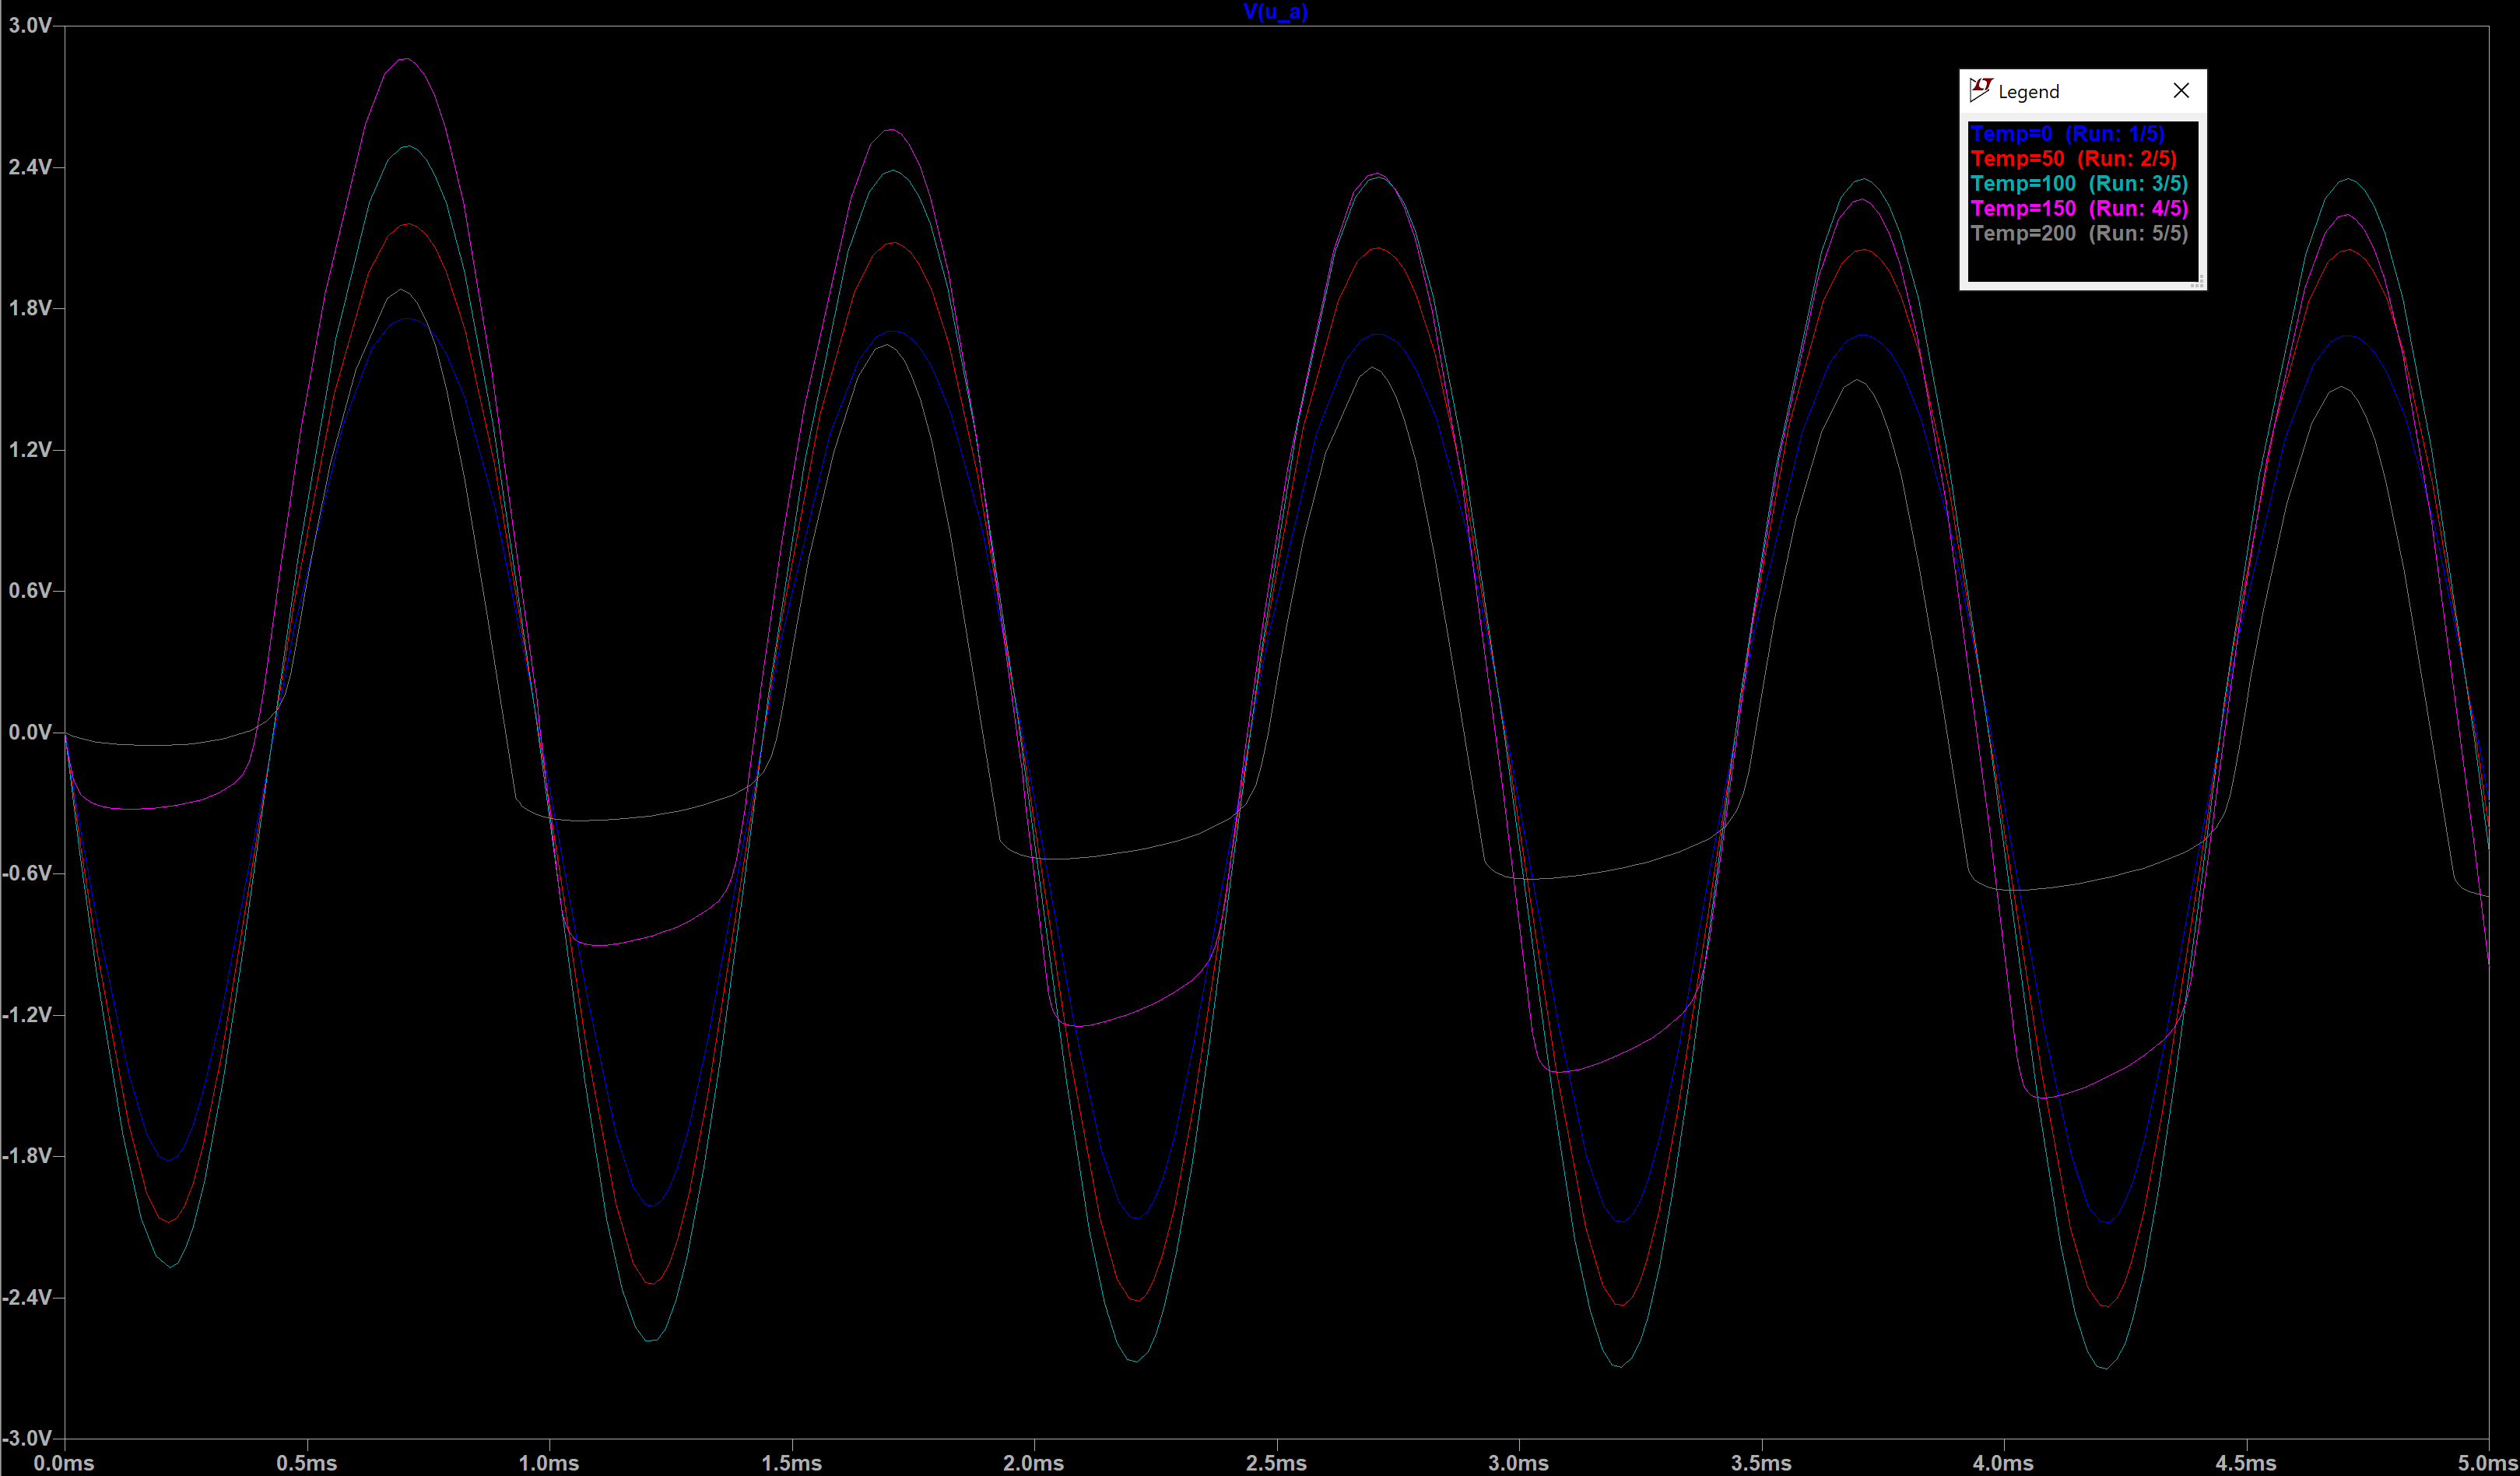 V(u_a)
3.0V
2.4V
1.8V
1.2V
0.6V
0.0V
-0.6V
-1.2V
-1.8V
-2.4V
-3.0V
0.0ms 0.5ms 1.0ms 1.5ms 2.0ms 2.5ms 3.0ms 3.5ms 4.0ms 4.5ms 5.0ms
Legend
Temp=0 (Run: 1/5)
Temp=50 (Run: 2/5)
Temp=100 (Run: 3/5)
Temp=150 (Run: 4/5)
Temp=200 (Run: 5/5)